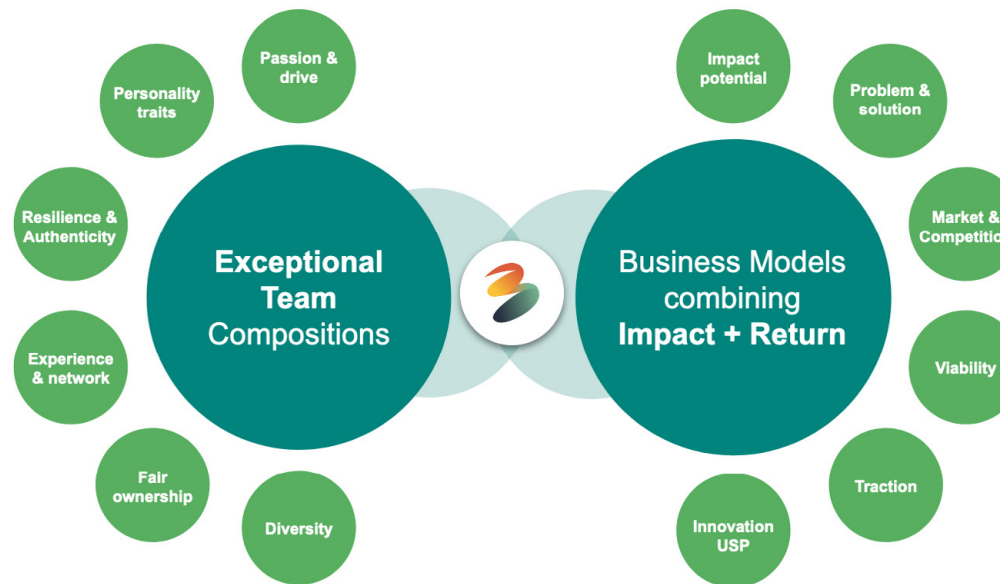 Passion &
drive
Personality
traits
Resilience &
Authenticity
Experience
& network
Fair
ownership
Diversity
Exceptional
Team
Compositions
Business Models
combining
Impact + Return
Impact
potential
Problem &
solution
Market &
Competition
Viability
Traction
Innovation
USP